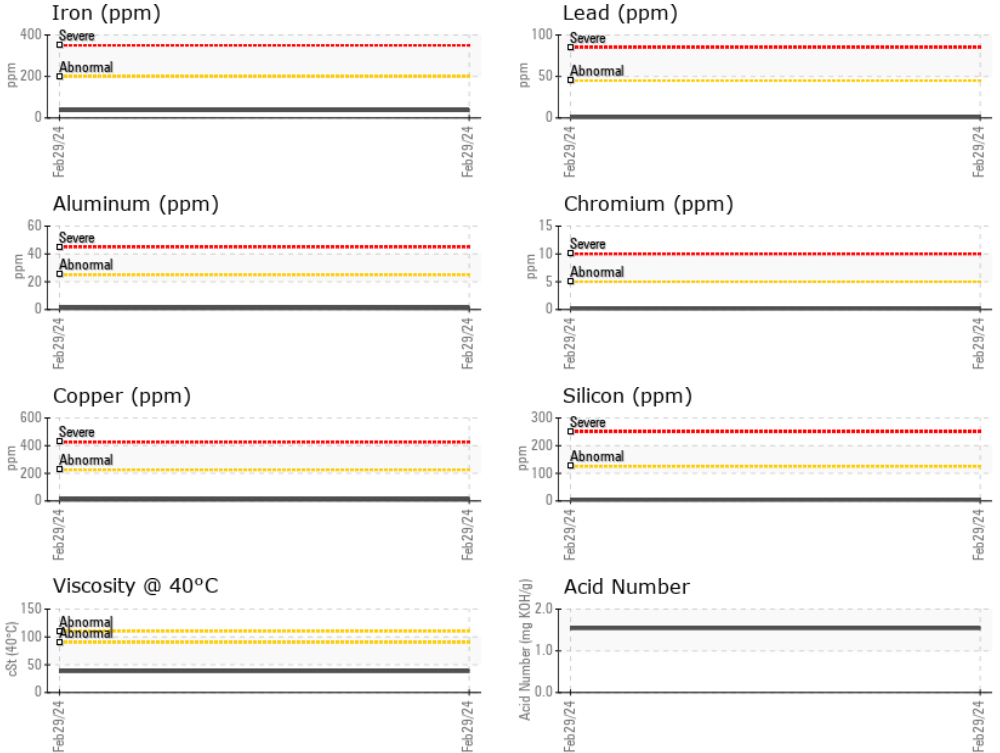 Iron (ppm)
ppm
400
200
0
Severe
Abnormal
Feb29/24
Feb29/24
Lead (ppm)
ppm
100
50
0
Severe
Abnormal
Feb29/24
Feb29/24
Aluminum (ppm)
ppm
60
40
20
0
Severe
Abnormal
Feb29/24
Feb29/24
Chromium (ppm)
ppm
15
10
5
0
Severe
Abnormal
Feb29/24
Feb29/24
Copper (ppm)
ppm
600
400
200
0
Severe
Abnormal
Feb29/24
Feb29/24
Silicon (ppm)
ppm
300
200
100
0
Severe
Abnormal
Feb29/24
Feb29/24
Viscosity @ 40°C
cSt (40°C)
150
100
50
0
Abnormal
Abnormal
Feb29/24
Feb29/24
Acid Number
Acid Number (mg KOH/g)
2.0
1.0
0.0
Feb29/24
Feb29/24